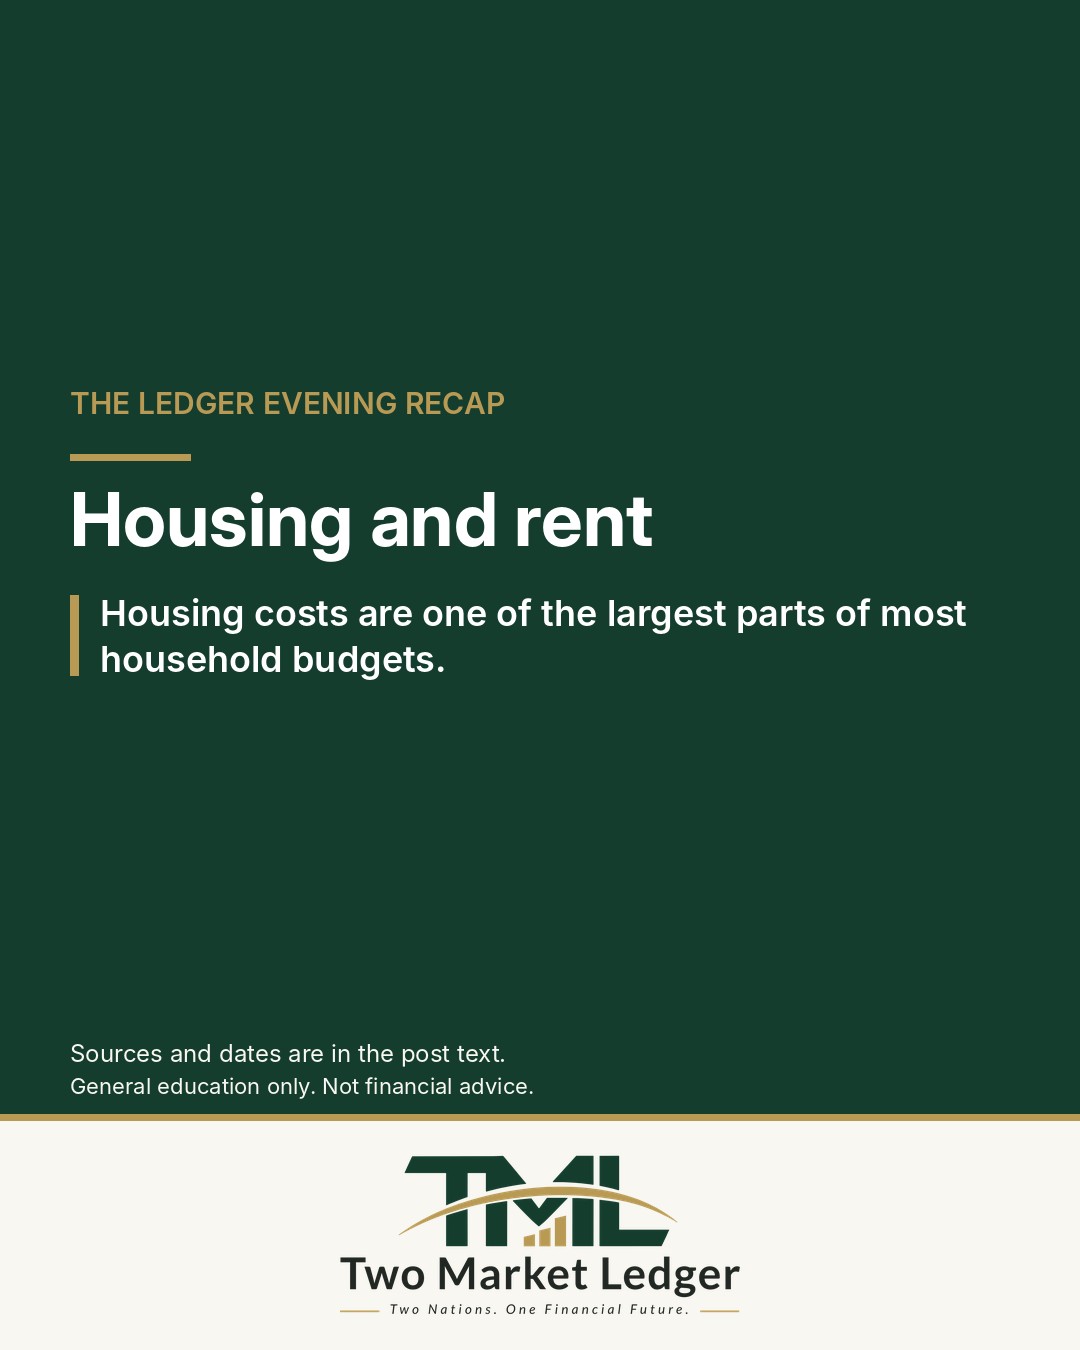 THE LEDGER EVENING RECAP
Housing and rent
Housing costs are one of the largest parts of most
household budgets.
Sources and dates are in the post text.
General education only. Not financial advice.
TML
Two Market Ledger
Two Nations. One Financial Future.